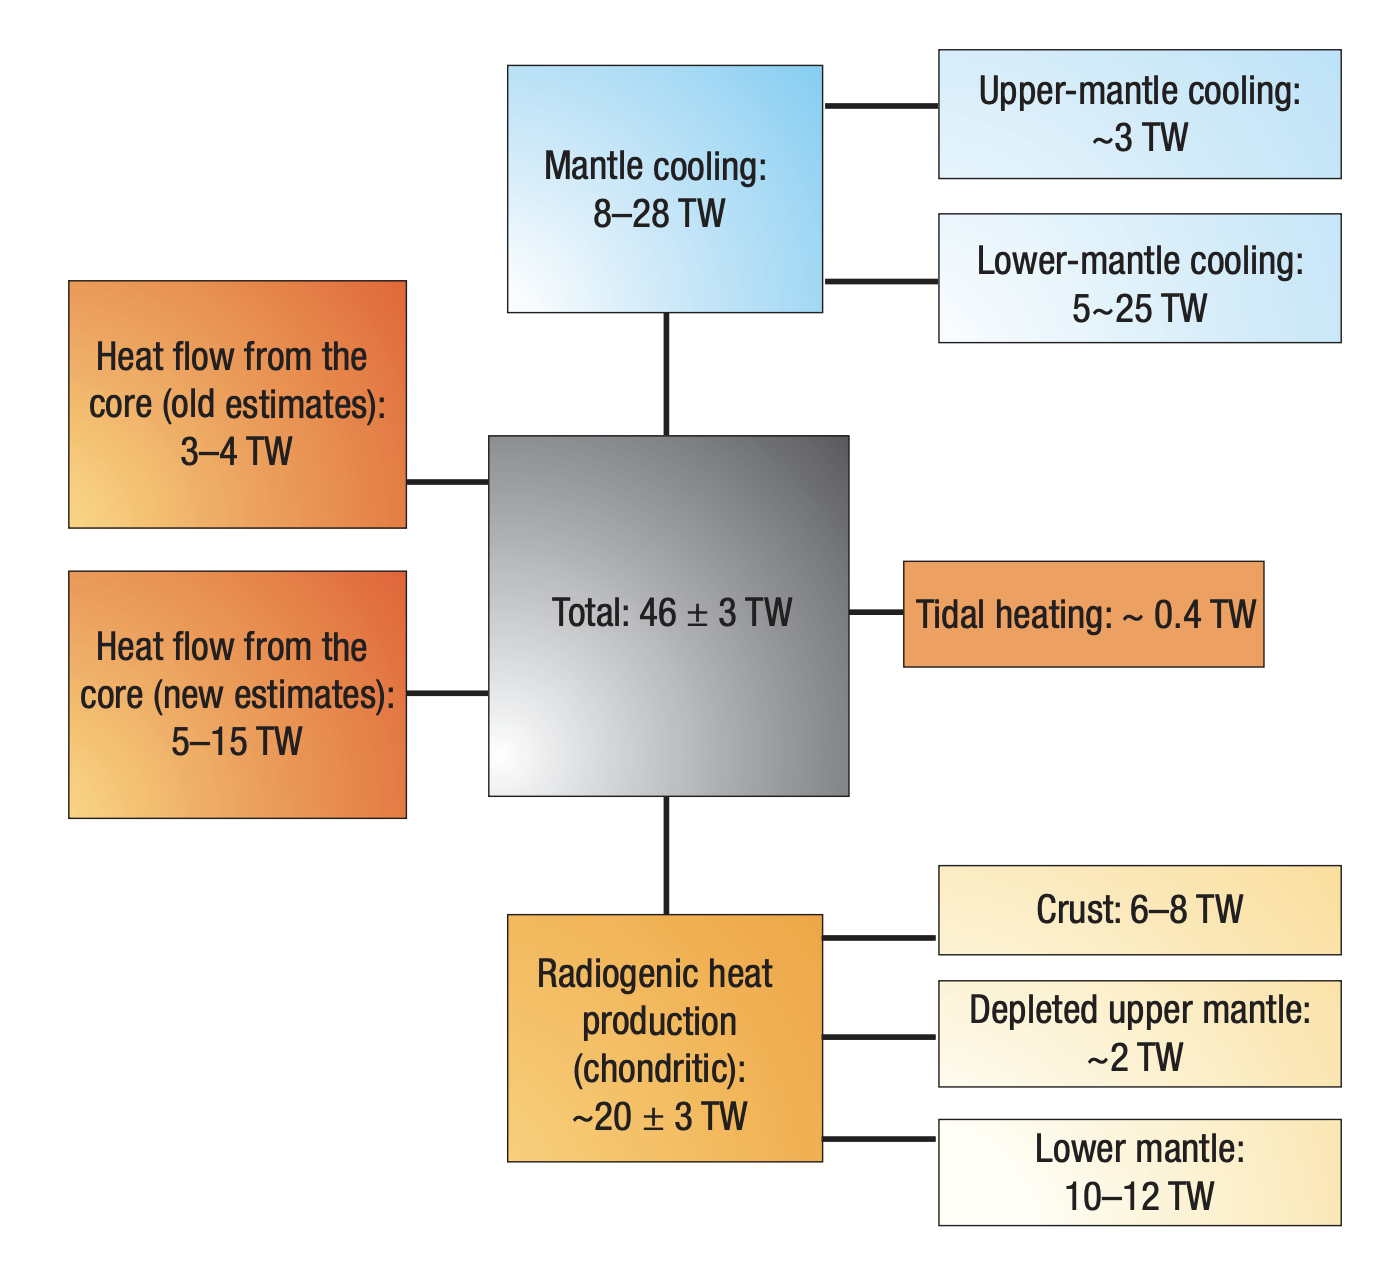 Mantle cooling:
8–28 TW
Upper-mantle cooling:
~3 TW
Lower-mantle cooling:
5~25 TW
Heat flow from the
core (old estimates):
3–4 TW
Heat flow from the
core (new estimates):
5–15 TW
Total: 46 ± 3 TW
Tidal heating: ~ 0.4 TW
Radiogenic heat
production
(chondritic):
~20 ± 3 TW
Crust: 6–8 TW
Depleted upper mantle:
~2 TW
Lower mantle:
10–12 TW